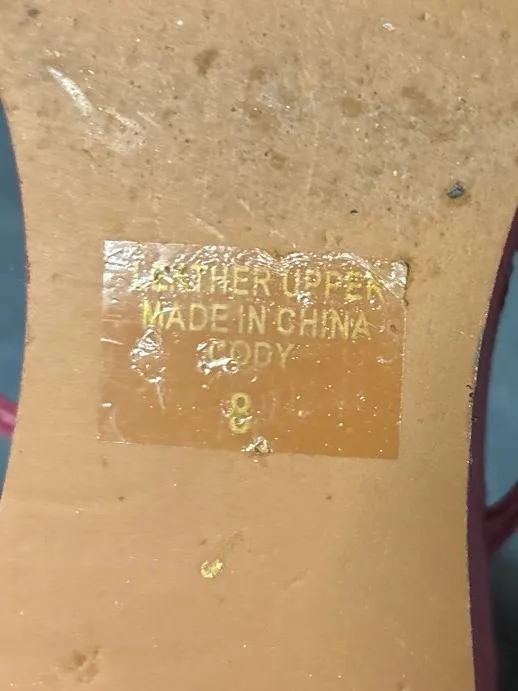 LEATHER UPPER
MADE IN CHINA
CODY
8